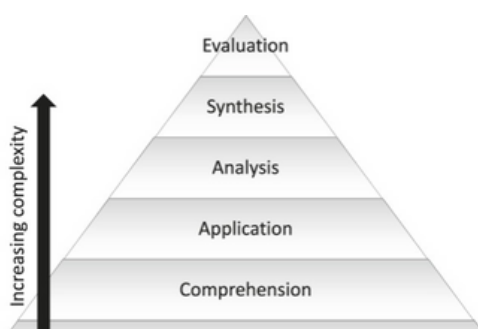 Evaluation
Synthesis
Analysis
Application
Comprehension
Increasing complexity